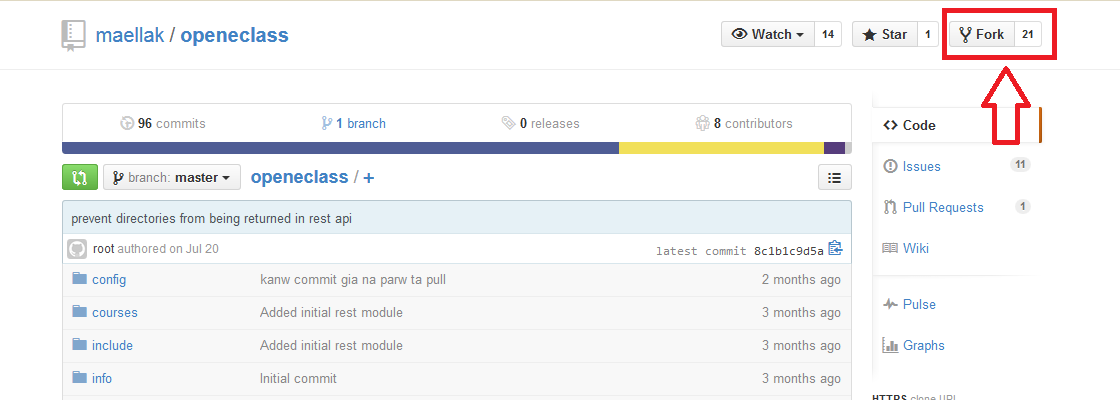 maellak / openeclass
Watch 14
Star 1
Fork 21
96 commits
1 branch
0 releases
8 contributors
branch: master
openeclass / +
prevent directories from being returned in rest api
root authored on Jul 20
latest commit 8c1b1c9d5a
config kanw commit gia na parw ta pull 2 months ago
courses Added initial rest module 3 months ago
include Added initial rest module 3 months ago
info Initial commit 3 months ago
Code
Issues 11
Pull Requests 1
Wiki
Pulse
Graphs
HTTPS clone URL